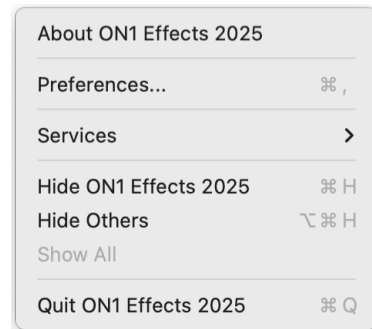 About ON1 Effects 2025
Preferences... ⌘ ,
Services
Hide ON1 Effects 2025 ⌘ H
Hide Others ⌥ ⌘ H
Show All
Quit ON1 Effects 2025 ⌘ Q